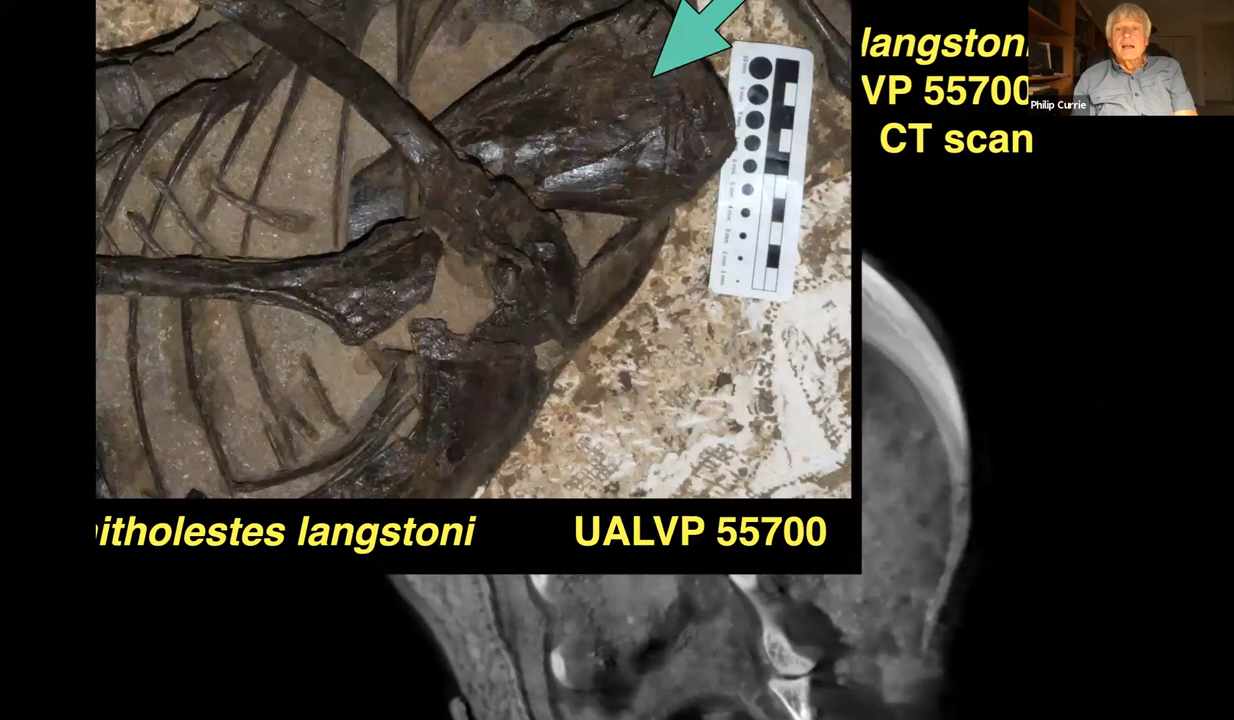 langstoni
VP 55700
CT scan
Philip Currie
itholestes langstoni
UALVP 55700